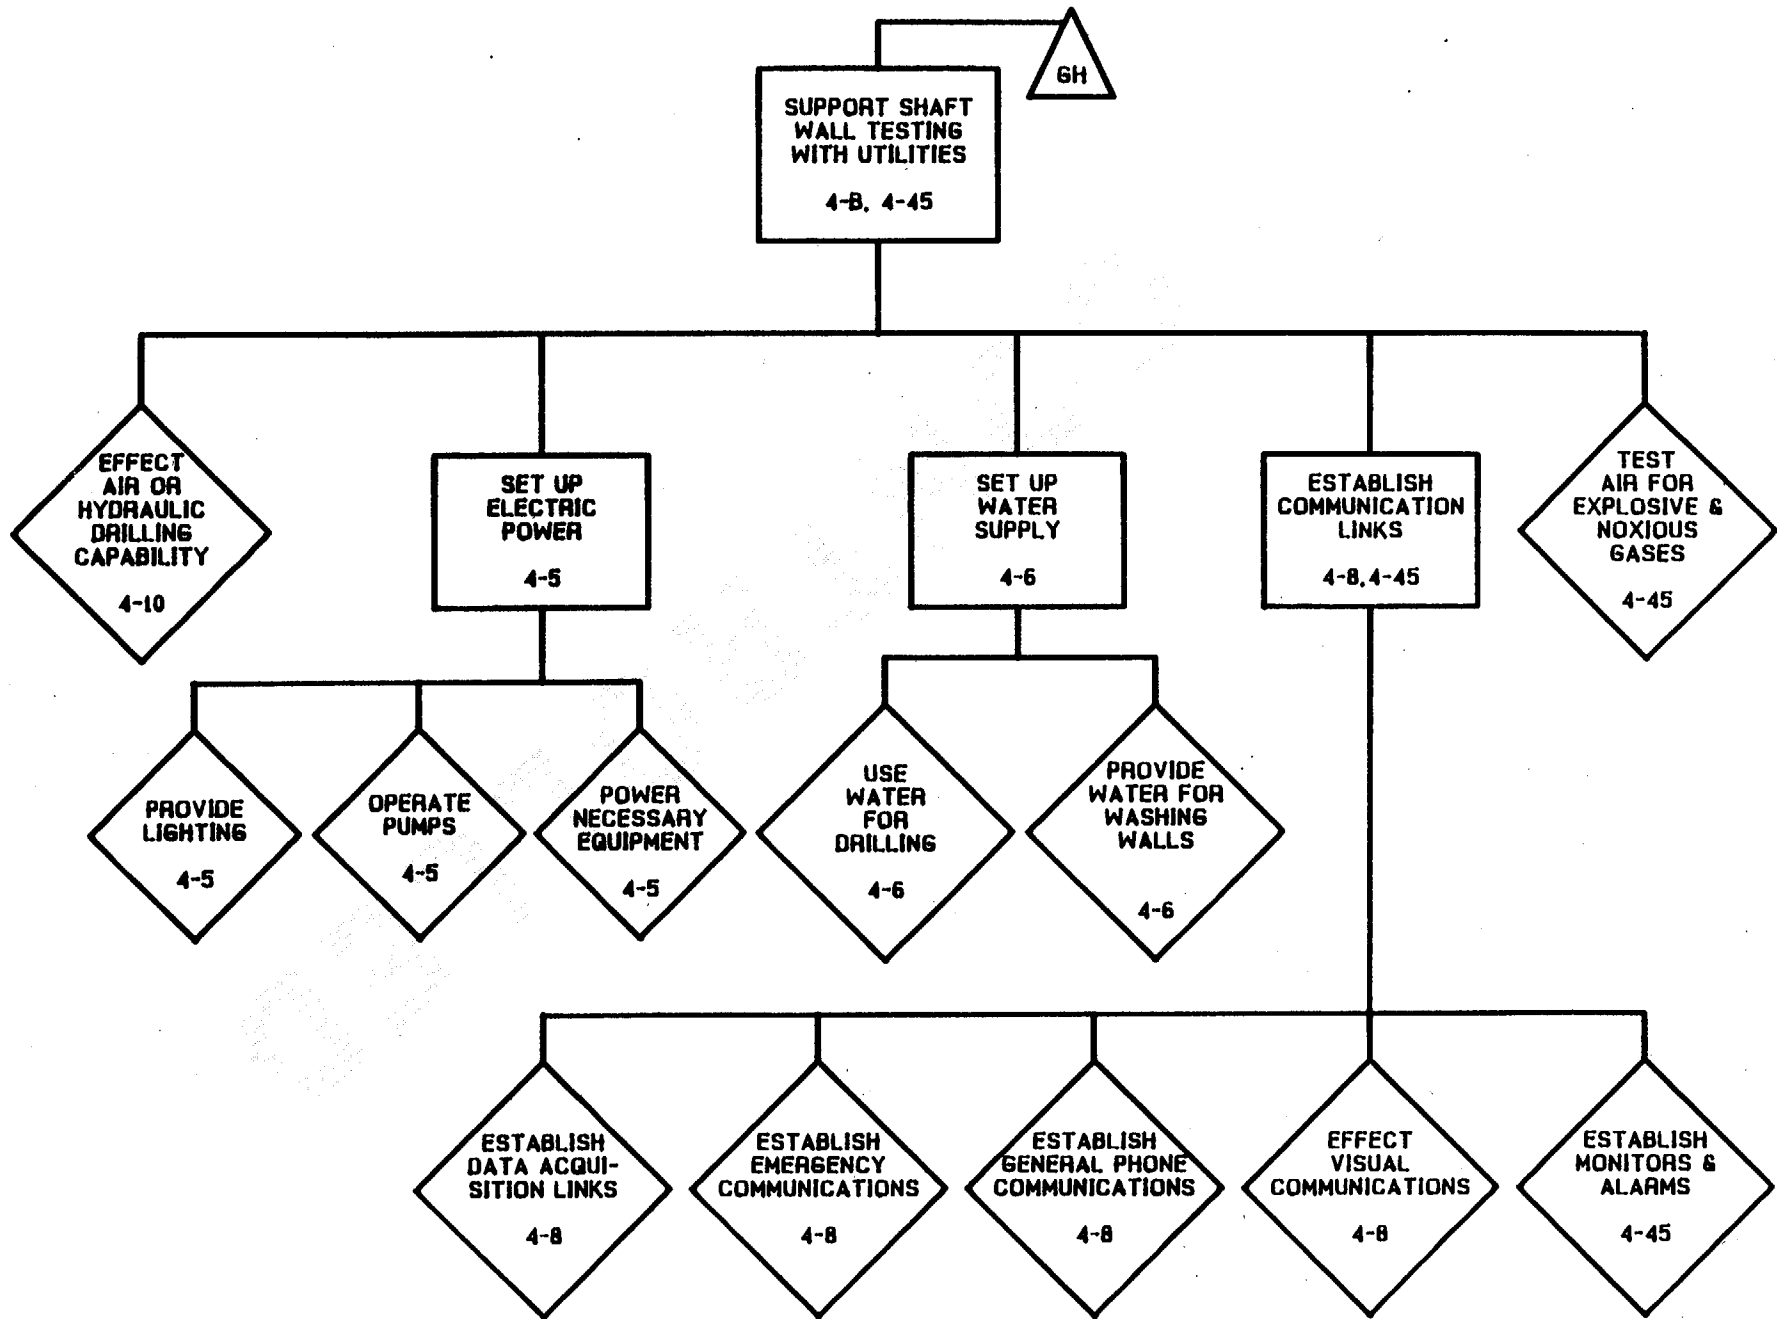 GH
SUPPORT SHAFT
WALL TESTING
WITH UTILITIES
4-B, 4-45
EFFECT
AIR OR
HYDRAULIC
DRILLING
CAPABILITY
4-10
SET UP
ELECTRIC
POWER
4-5
SET UP
WATER
SUPPLY
4-6
ESTABLISH
COMMUNICATION
LINKS
4-8,4-45
TEST
AIR FOR
EXPLOSIVE &
NOXIOUS
GASES
4-45
PROVIDE
LIGHTING
4-5
OPERATE
PUMPS
4-5
POWER
NECESSARY
EQUIPMENT
4-5
USE
WATER
FOR
DRILLING
4-6
PROVIDE
WATER FOR
WASHING
WALLS
4-6
ESTABLISH
DATA ACQUI-
SITION LINKS
4-8
ESTABLISH
EMERGENCY
COMMUNICATIONS
4-8
ESTABLISH
GENERAL PHONE
COMMUNICATIONS
4-8
EFFECT
VISUAL
COMMUNICATIONS
4-8
ESTABLISH
MONITORS &
ALARMS
4-45